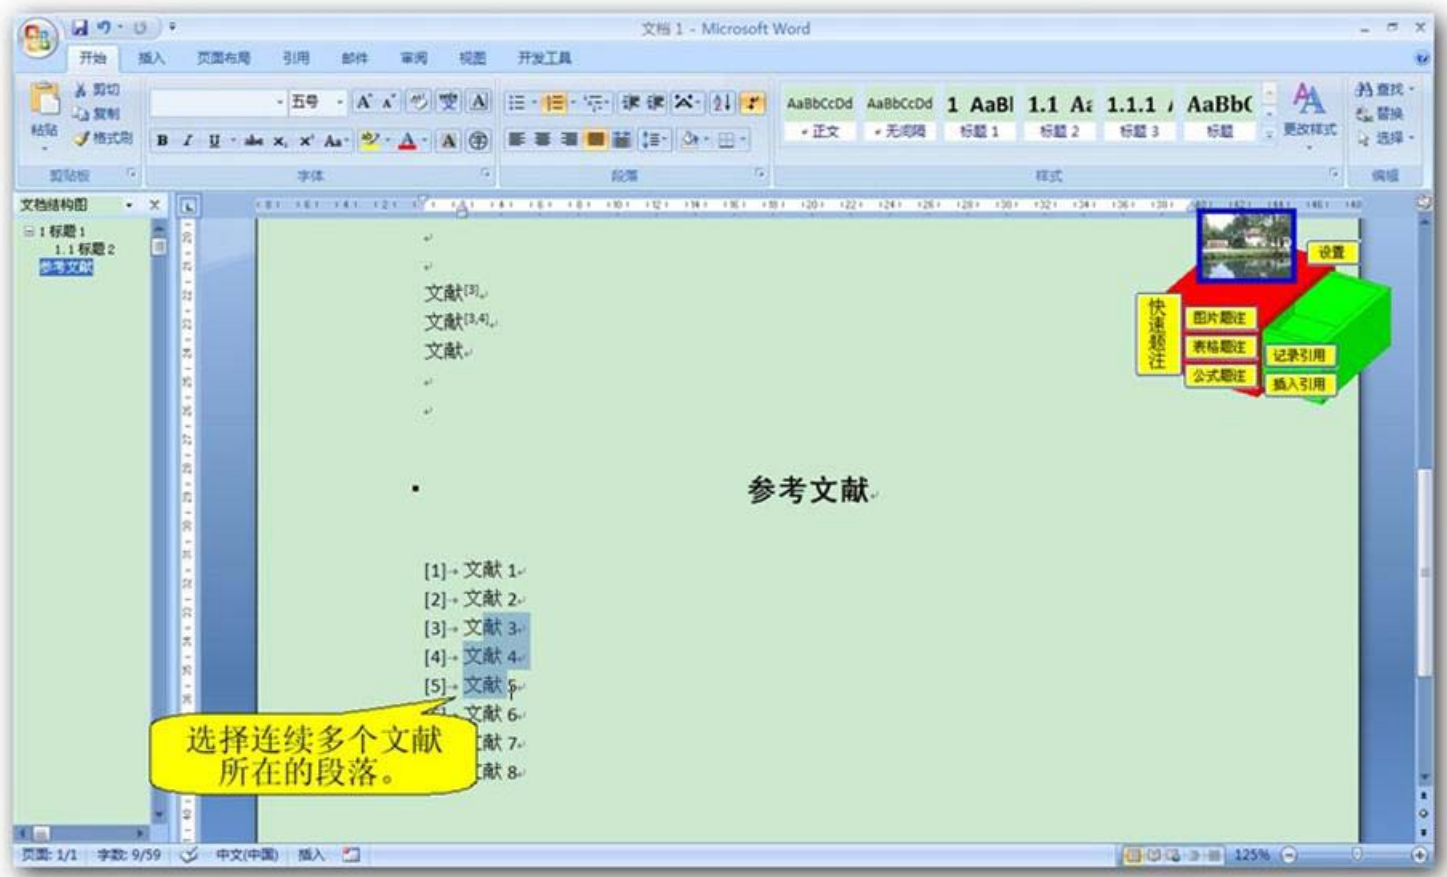 文档 1 - Microsoft Word
开始 插入 页面布局 引用 邮件 审阅 视图 开发工具
粘贴
剪切
复制
格式刷
五号
AaBbCcDd AaBbCcDd 1 AaBl 1.1 Aa 1.1.1 AaBb(
正文 无间隔 标题 1 标题 2 标题 3 标题
更改样式
查找
替换
选择
剪贴板 字体 段落 样式 编辑
文档结构图
1 标题 1
1.1 标题 2
参考文献
文献[3]
文献[3,4]
文献
参考文献
[1] 文献 1
[2] 文献 2
[3] 文献 3
[4] 文献 4
[5] 文献 5
文献 6
文献 7
献 8
选择连续多个文献
所在的段落。
设置
快速题注
图片题注
表格题注
公式题注
记录引用
插入引用
页面: 1/1 字数: 9/59 中文(中国) 插入 125%